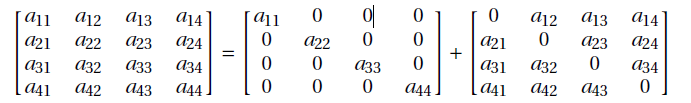 [a11 a12 a13 a14] [a11 0 0 0] [0 a12 a13 a14]
[a21 a22 a23 a24] = [0 a22 0 0] + [a21 0 a23 a24]
[a31 a32 a33 a34] [0 0 a33 0] [a31 a32 0 a34]
[a41 a42 a43 a44] [0 0 0 a44] [a41 a42 a43 0]